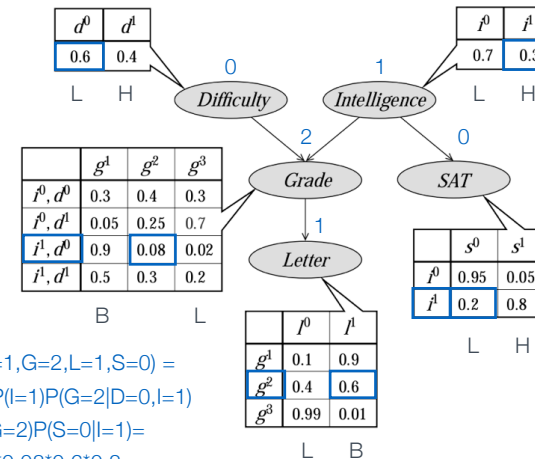 d⁰ d¹
0.6 0.4
L H
i⁰ i¹
0.7 0.3
L H
0
1
Difficulty
Intelligence
2
0
Grade
SAT
g¹ g² g³
i⁰, d⁰ 0.3 0.4 0.3
i⁰, d¹ 0.05 0.25 0.7
i¹, d⁰ 0.9 0.08 0.02
i¹, d¹ 0.5 0.3 0.2
B L
1
Letter
s⁰ s¹
i⁰ 0.95 0.05
i¹ 0.2 0.8
L H
l⁰ l¹
g¹ 0.1 0.9
g² 0.4 0.6
g³ 0.99 0.01
L B
=1,G=2,L=1,S=0) =
P(I=1)P(G=2|D=0,I=1)
G=2)P(S=0|I=1)=